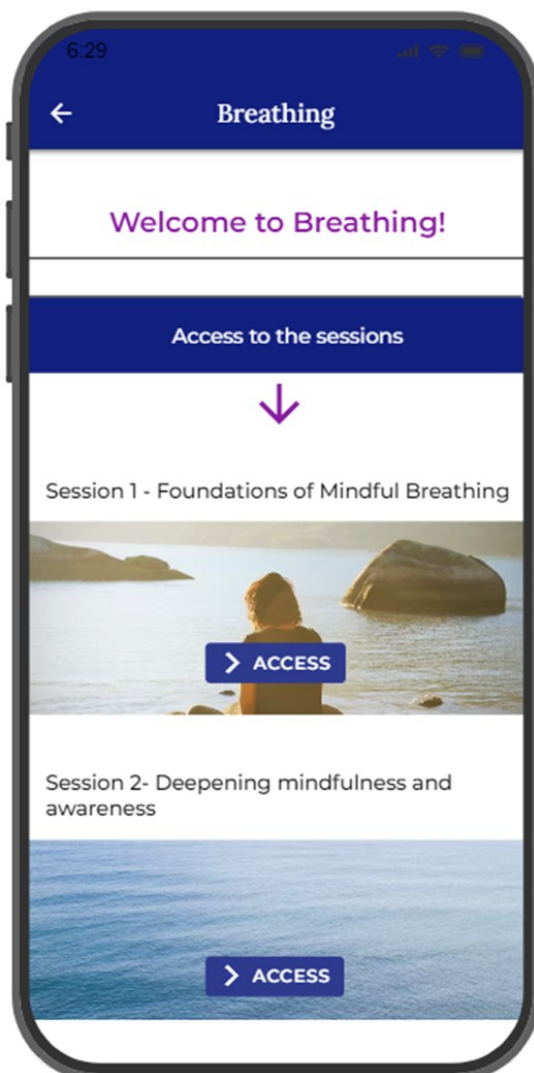 6:29
Breathing
Welcome to Breathing!
Access to the sessions
Session 1 - Foundations of Mindful Breathing
ACCESS
Session 2- Deepening mindfulness and
awareness
ACCESS